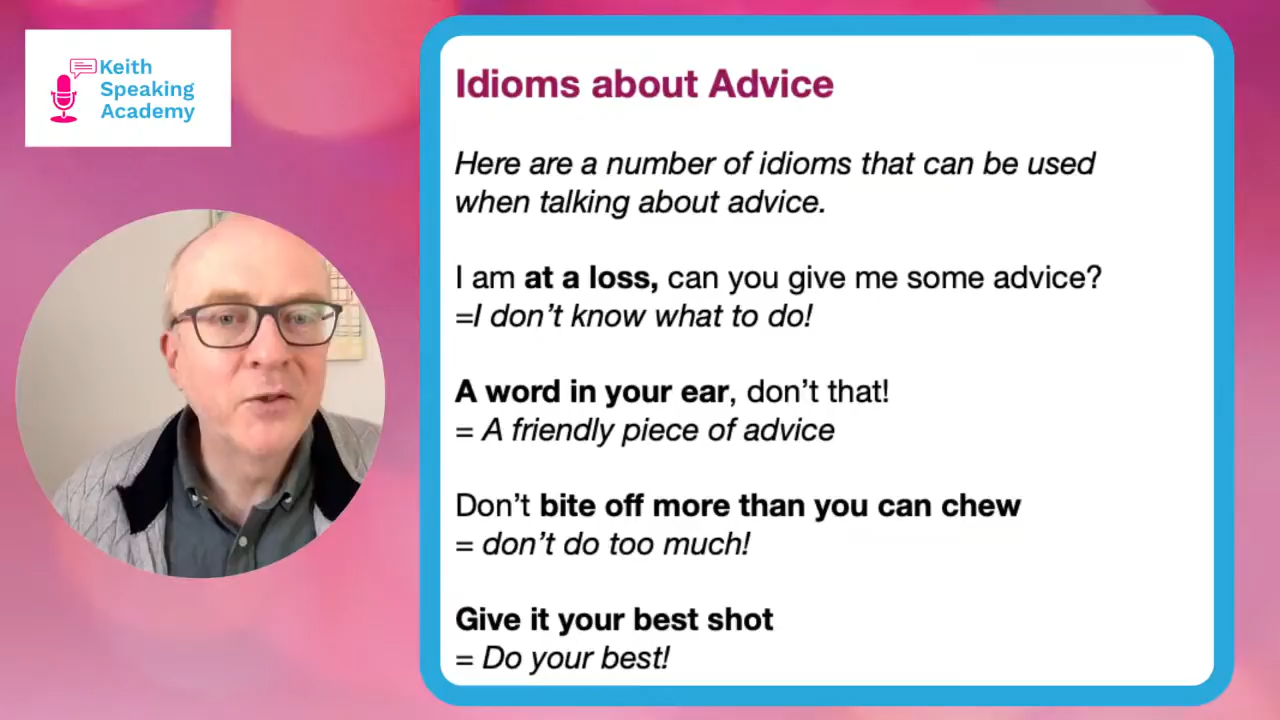 Keith
Speaking
Academy
Idioms about Advice
Here are a number of idioms that can be used
when talking about advice.
I am at a loss, can you give me some advice?
=I don't know what to do!
A word in your ear, don't that!
= A friendly piece of advice
Don't bite off more than you can chew
= don't do too much!
Give it your best shot
= Do your best!